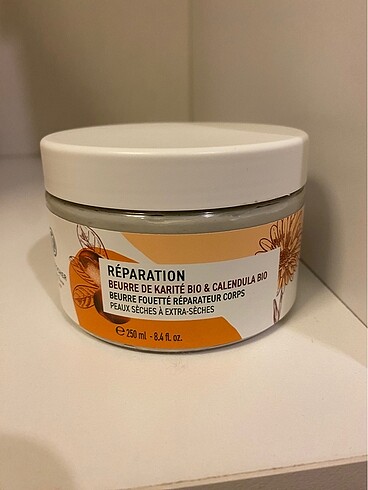 RÉPARATION
BEURRE DE KARITÉ BIO & CALENDULA BIO
BEURRE FOUETTÉ RÉPARATEUR CORPS
PEAUX SÈCHES À EXTRA-SÈCHES
℮ 250 ml - 8.4 fl. oz.